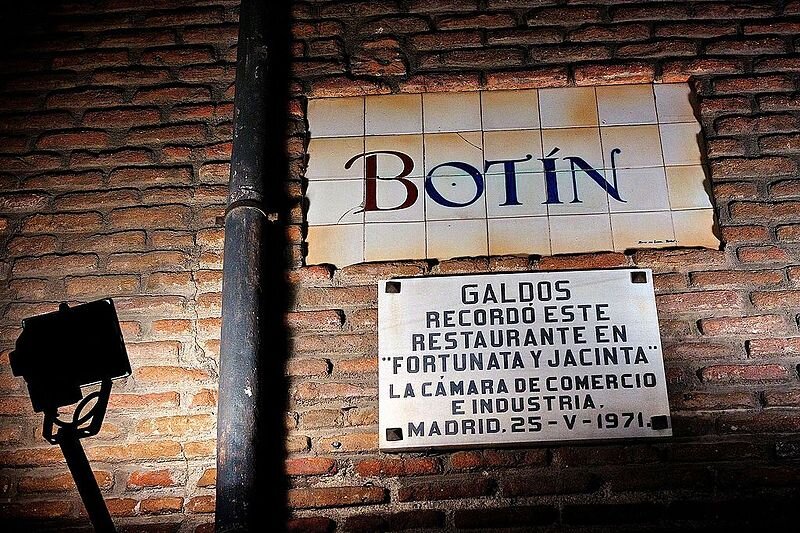 BOTÍN
GALDOS
RECORDÓ ESTE
RESTAURANTE EN
"FORTUNATA Y JACINTA"
LA CÁMARA DE COMERCIO
E INDUSTRIA.
MADRID. 25-V-1971.